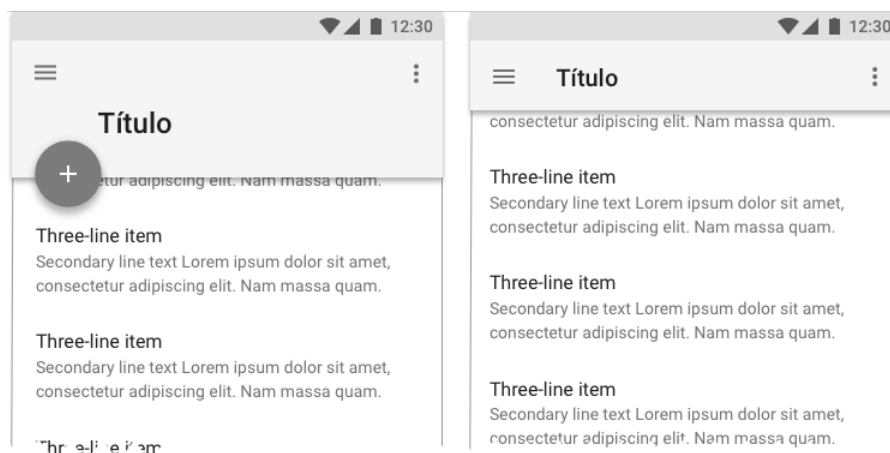 12:30
Título
+
etur adipiscing elit. Nam massa quam.
Three-line item
Secondary line text Lorem ipsum dolor sit amet,
consectetur adipiscing elit. Nam massa quam.
Three-line item
Secondary line text Lorem ipsum dolor sit amet,
consectetur adipiscing elit. Nam massa quam.
12:30
Título
consectetur adipiscing elit. Nam massa quam.
Three-line item
Secondary line text Lorem ipsum dolor sit amet,
consectetur adipiscing elit. Nam massa quam.
Three-line item
Secondary line text Lorem ipsum dolor sit amet,
consectetur adipiscing elit. Nam massa quam.
Three-line item
Secondary line text Lorem ipsum dolor sit amet,
consectetur adipiscing elit. Nam massa quam.